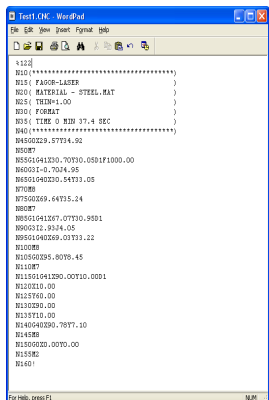 Test1.CNC - WordPad
File Edit View Insert Format Help
%122
N10(************************************)
N15( FAGOR-LASER )
N20( MATERIAL - STEEL.MAT )
N25( THIN=1.00 )
N30( FORMAT )
N35( TIME 0 MIN 37.4 SEC )
N40(************************************)
N45G0X29.57Y34.92
N50M7
N55G1G41X30.70Y30.05D1F1000.00
N60G3I-0.70J4.95
N65G1G40X30.54Y33.05
N70M8
N75G0X69.64Y35.24
N80M7
N85G1G41X67.07Y30.95D1
N90G3I2.93J4.05
N95G1G40X69.03Y33.22
N100M8
N105G0X95.80Y8.45
N110M7
N115G1G41X90.00Y10.00D1
N120X10.00
N125Y60.00
N130X90.00
N135Y10.00
N140G40X90.78Y7.10
N145M8
N150G0X0.00Y0.00
N155M2
N160!
For Help, press F1
NUM